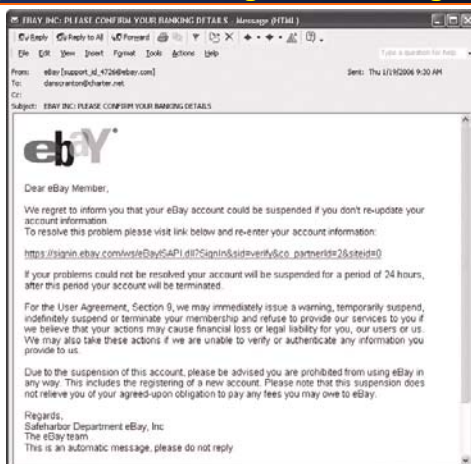 EBAY INC: PLEASE CONFIRM YOUR BANKING DETAILS - Message (HTML)
Reply Reply to All Forward
File Edit View Insert Format Tools Actions Help
Type a question for help
From: eBay [support_id_4726@ebay.com] Sent: Thu 1/19/2006 9:30 AM
To: danscranton@charter.net
Cc:
Subject: EBAY INC: PLEASE CONFIRM YOUR BANKING DETAILS
ebY
Dear eBay Member,
We regret to inform you that your eBay account could be suspended if you don't re-update your
account information.
To resolve this problem please visit link below and re-enter your account information:
https://signin.ebay.com/ws/eBayISAPI.dll?SignIn&sid=verify&co_partnerId=2&siteid=0
If your problems could not be resolved your account will be suspended for a period of 24 hours,
after this period your account will be terminated.
For the User Agreement, Section 9, we may immediately issue a warning, temporarily suspend,
indefinitely suspend or terminate your membership and refuse to provide our services to you if
we believe that your actions may cause financial loss or legal liability for you, our users or us.
We may also take these actions if we are unable to verify or authenticate any information you
provide to us.
Due to the suspension of this account, please be advised you are prohibited from using eBay in
any way. This includes the registering of a new account. Please note that this suspension does
not relieve you of your agreed-upon obligation to pay any fees you may owe to eBay.
Regards,
Safeharbor Department eBay, Inc
The eBay team
This is an automatic message, please do not reply